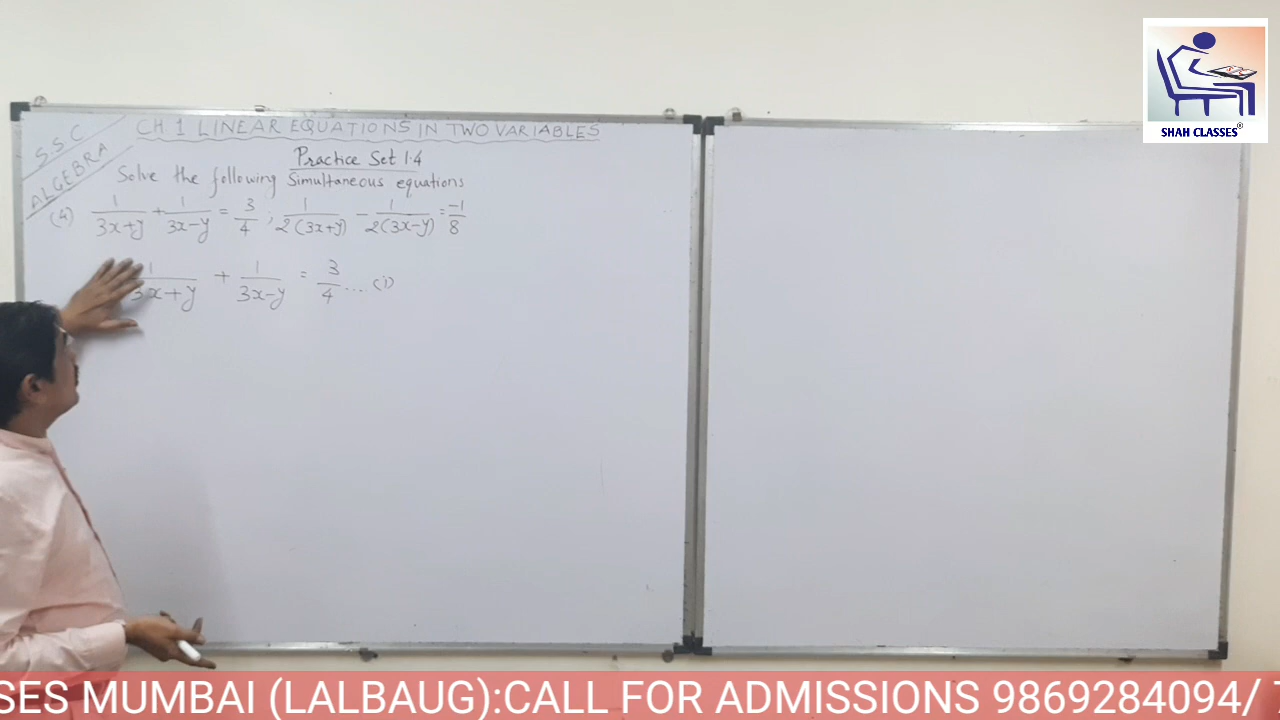 SHAH CLASSES®
S.S.C
ALGEBRA
CH 1 LINEAR EQUATIONS IN TWO VARIABLES
Practice Set 1.4
Solve the following Simultaneous equations
(4) 1/(3x+y) + 1/(3x-y) = 3/4 ; 1/2(3x+y) - 1/2(3x-y) = -1/8
1/(3x+y) + 1/(3x-y) = 3/4 ....(i)
SES MUMBAI (LALBAUG):CALL FOR ADMISSIONS 9869284094/ 7